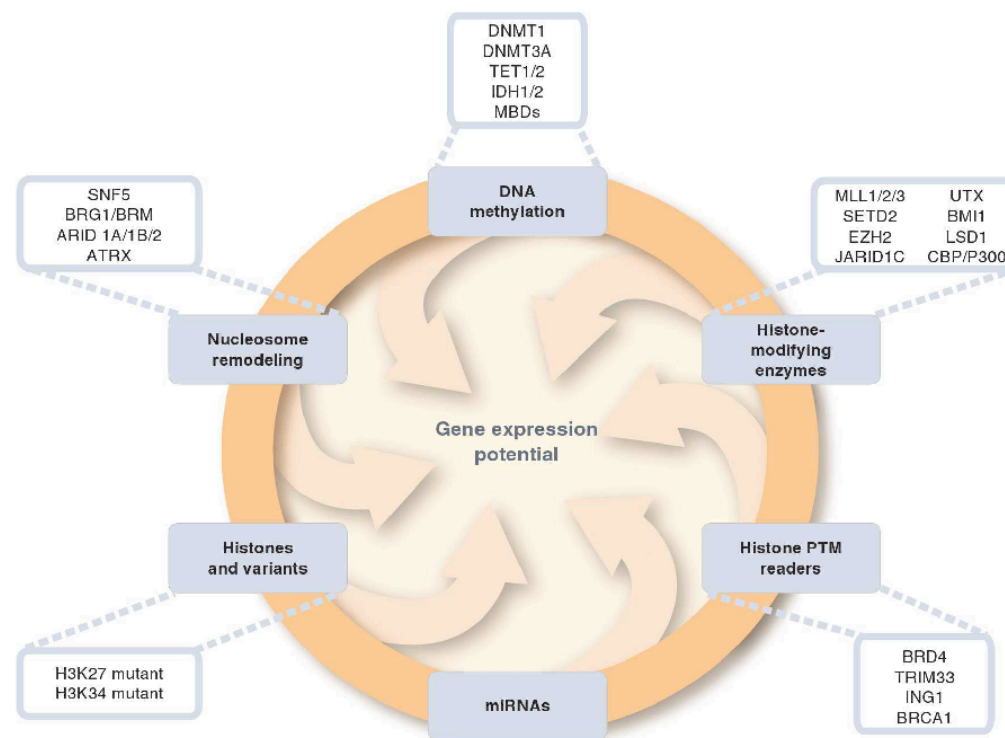 DNMT1
DNMT3A
TET1/2
IDH1/2
MBDs
DNA
methylation
SNF5
BRG1/BRM
ARID 1A/1B/2
ATRX
Nucleosome
remodeling
MLL1/2/3 UTX
SETD2 BMI1
EZH2 LSD1
JARID1C CBP/P300
Histone-
modifying
enzymes
Gene expression
potential
Histones
and variants
H3K27 mutant
H3K34 mutant
Histone PTM
readers
BRD4
TRIM33
ING1
BRCA1
miRNAs